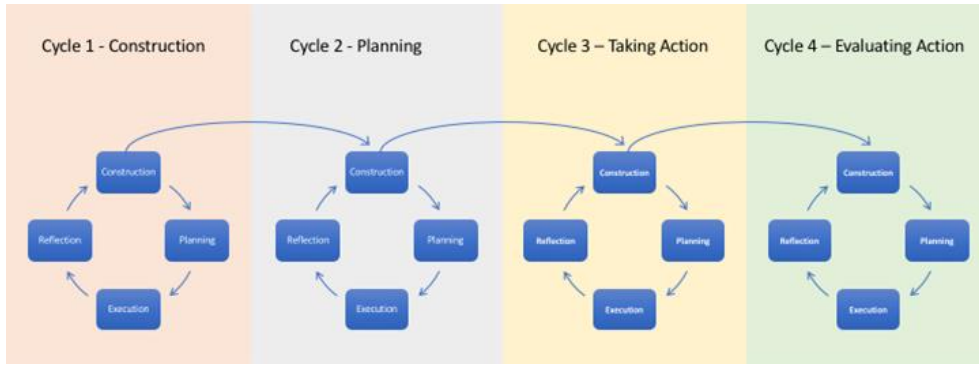 Cycle 1 - Construction
Cycle 2 - Planning
Cycle 3 – Taking Action
Cycle 4 – Evaluating Action
Construction
Reflection
Planning
Execution
Construction
Reflection
Planning
Execution
Construction
Reflection
Planning
Execution
Construction
Reflection
Planning
Execution